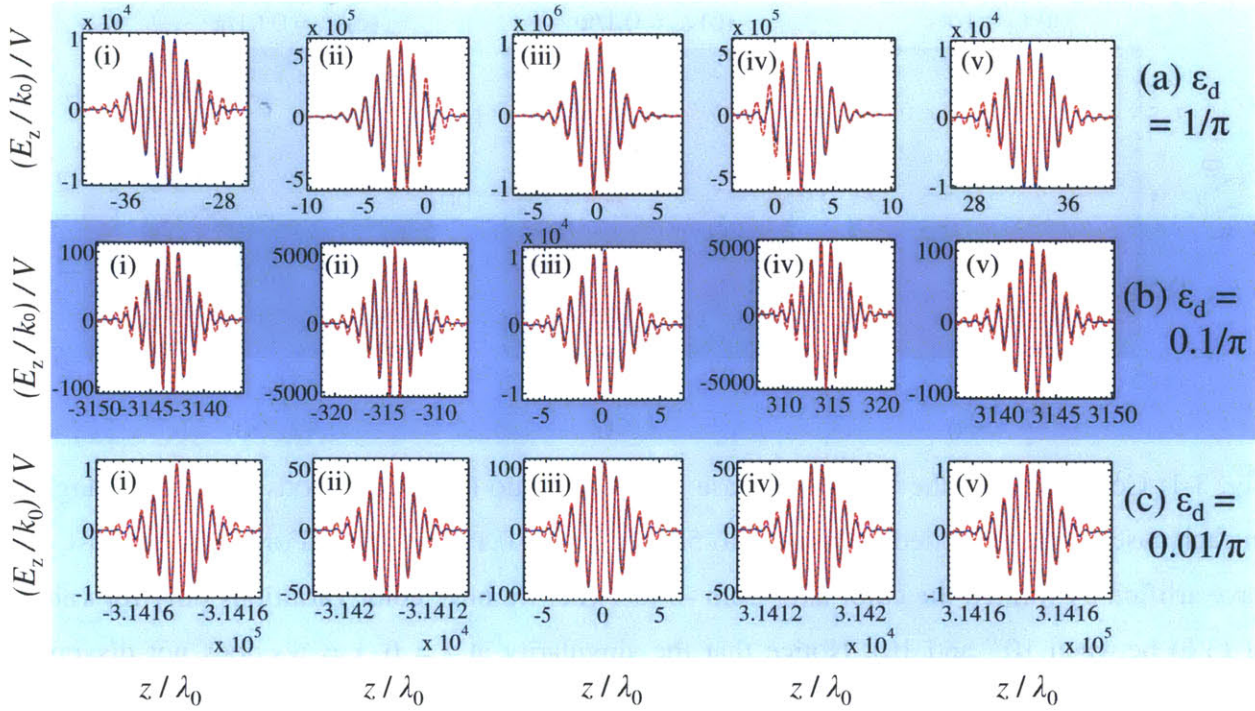 (E_z / k_0) / V
x 10^4
1
0
-1
(i)
-36
-28
x 10^5
5
0
-5
(ii)
-10
-5
0
x 10^6
1
0
-1
(iii)
-5
0
5
x 10^5
5
0
-5
(iv)
0
5
10
x 10^4
1
0
-1
(v)
28
36
(a) ε_d
= 1/π
(E_z / k_0) / V
100
0
-100
(i)
-3150
-3145
-3140
5000
0
-5000
(ii)
-320
-310
x 10^4
1
0
-1
(iii)
-5
0
5
5000
0
-5000
(iv)
310
315
320
100
0
-100
(v)
3140
3145
3150
(b) ε_d =
0.1/π
(E_z / k_0) / V
1
0
-1
(i)
-3.1416
-3.1416
x 10^5
50
0
-50
(ii)
-3.142
-3.1412
x 10^4
100
0
-100
(iii)
-5
0
5
50
0
-50
(iv)
3.1412
3.142
x 10^4
1
0
-1
(v)
3.1416
3.1416
x 10^5
(c) ε_d =
0.01/π
z / λ_0
z / λ_0
z / λ_0
z / λ_0
z / λ_0